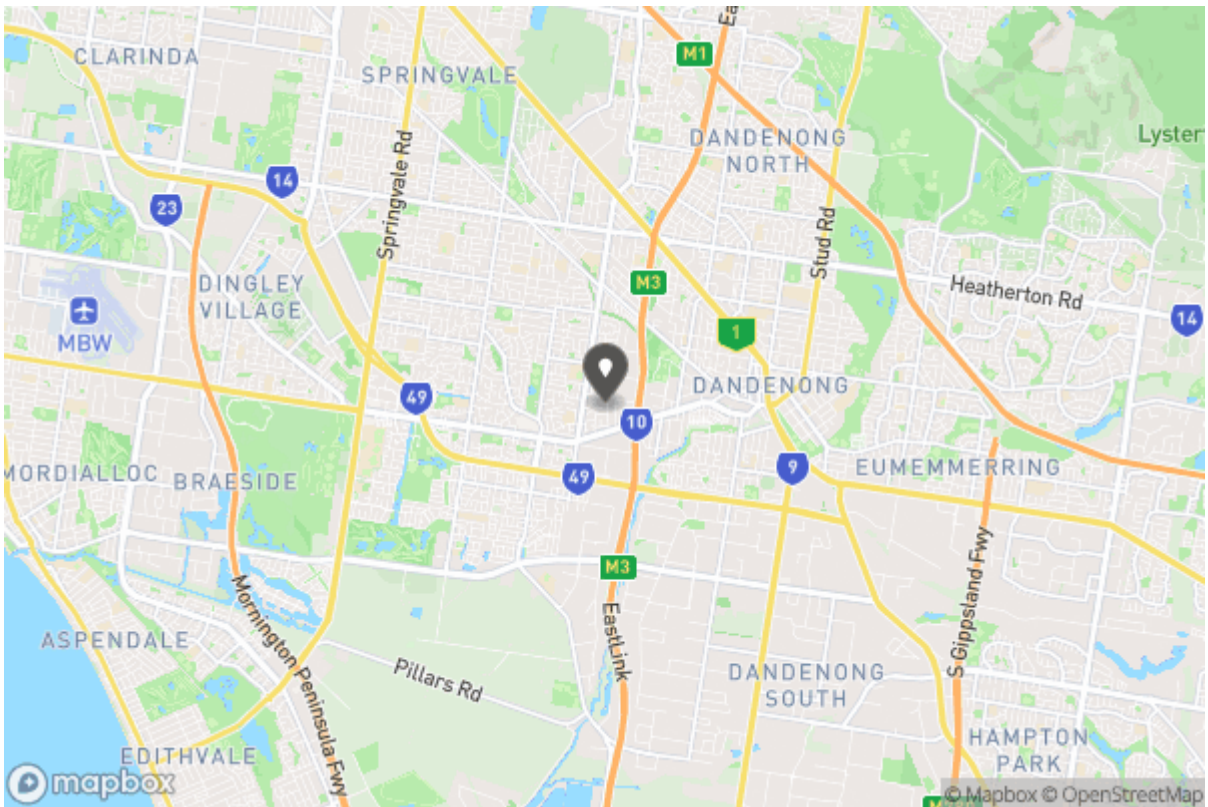 CLARINDA
SPRINGVALE
M1
DANDENONG
NORTH
Lyster
14
23
Springvale Rd
Stud Rd
DINGLEY
VILLAGE
M3
Heatherton Rd
14
MBW
1
DANDENONG
49
10
MORDIALLOC
BRAESIDE
49
9
EUMEMMERRING
M3
Mornington Peninsula Fwy
EastLink
S Gippsland Fwy
ASPENDALE
Pillars Rd
DANDENONG
SOUTH
EDITHVALE
HAMPTON
PARK
mapbox
© Mapbox © OpenStreetMap